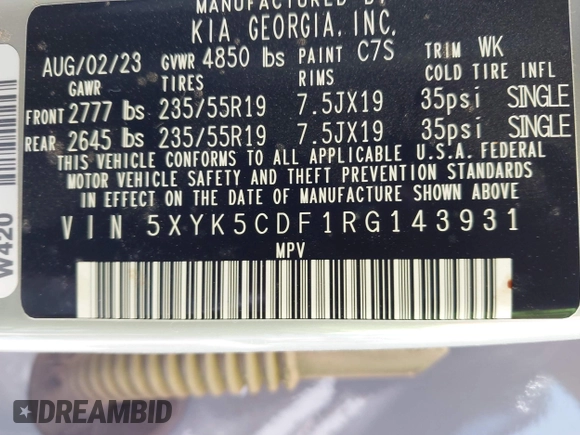 MANUFACTURED BY
KIA GEORGIA, INC.
AUG/02/23 GVWR 4850 lbs PAINT C7S TRIM WK
GAWR TIRES RIMS COLD TIRE INFL
FRONT 2777 lbs 235/55R19 7.5JX19 35psi SINGLE
REAR 2645 lbs 235/55R19 7.5JX19 35psi SINGLE
THIS VEHICLE CONFORMS TO ALL APPLICABLE U.S.A. FEDERAL
MOTOR VEHICLE SAFETY AND THEFT PREVENTION STANDARDS
IN EFFECT ON THE DATE OF MANUFACTURE SHOWN ABOVE.
VIN 5XYK5CDF1RG143931
MPV
W420
DREAMBID